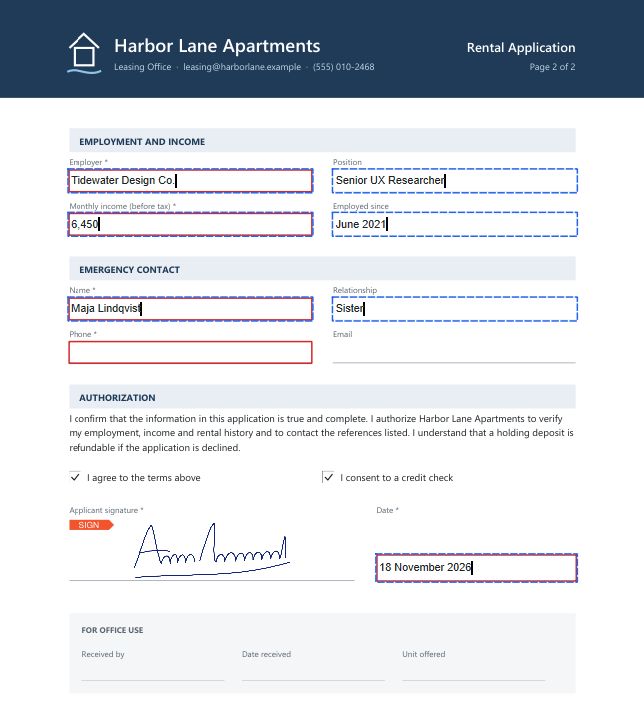 Harbor Lane Apartments
Rental Application
Leasing Office · leasing@harborlane.example · (555) 010-2468
Page 2 of 2
EMPLOYMENT AND INCOME
Employer *
Position
Tidewater Design Co.
Senior UX Researcher
Monthly income (before tax) *
Employed since
6,450
June 2021
EMERGENCY CONTACT
Name *
Relationship
Maja Lindqvist
Sister
Phone *
Email
AUTHORIZATION
I confirm that the information in this application is true and complete. I authorize Harbor Lane Apartments to verify
my employment, income and rental history and to contact the references listed. I understand that a holding deposit is
refundable if the application is declined.
I agree to the terms above
I consent to a credit check
Applicant signature *
Date *
SIGN
18 November 2026
FOR OFFICE USE
Received by
Date received
Unit offered